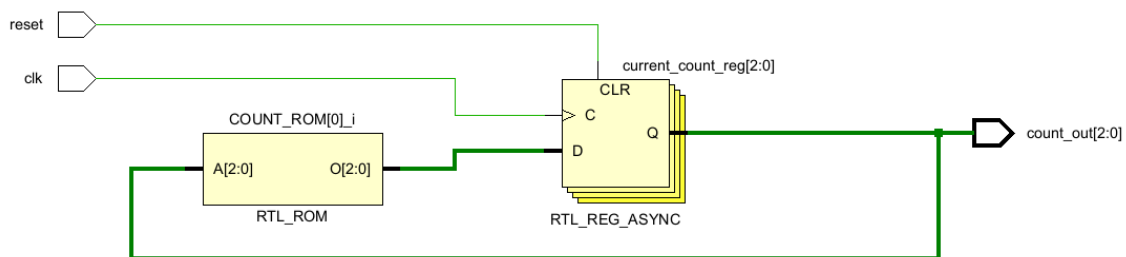 reset
clk
current_count_reg[2:0]
CLR
C
Q
D
RTL_REG_ASYNC
COUNT_ROM[0]_i
A[2:0] O[2:0]
RTL_ROM
count_out[2:0]